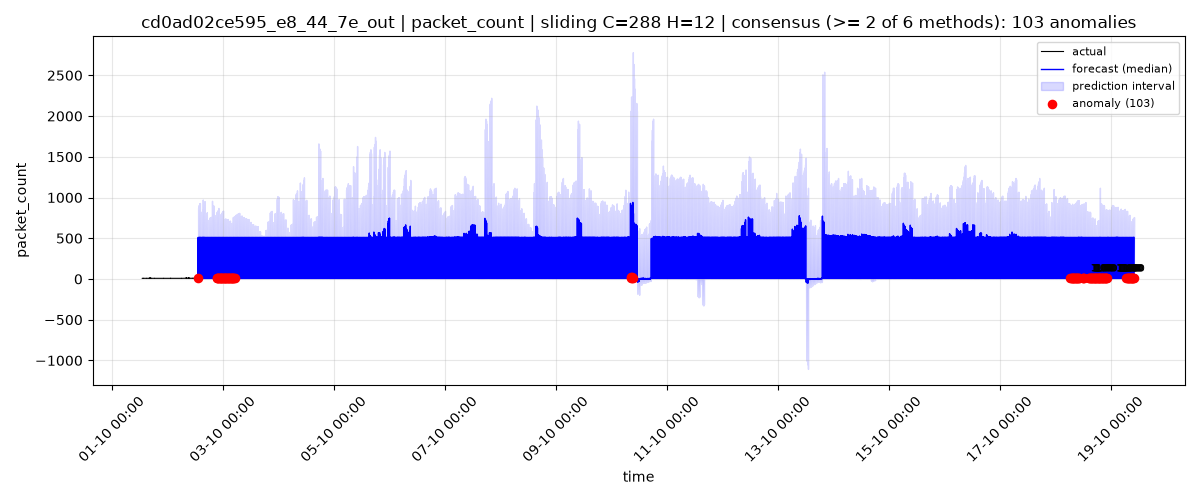 cd0ad02ce595_e8_44_7e_out | packet_count | sliding C=288 H=12 | consensus (>= 2 of 6 methods): 103 anomalies
actual
forecast (median)
prediction interval
anomaly (103)
packet_count
2500
2000
1500
1000
500
0
−500
−1000
01-10 00:00
03-10 00:00
05-10 00:00
07-10 00:00
09-10 00:00
11-10 00:00
13-10 00:00
15-10 00:00
17-10 00:00
19-10 00:00
time